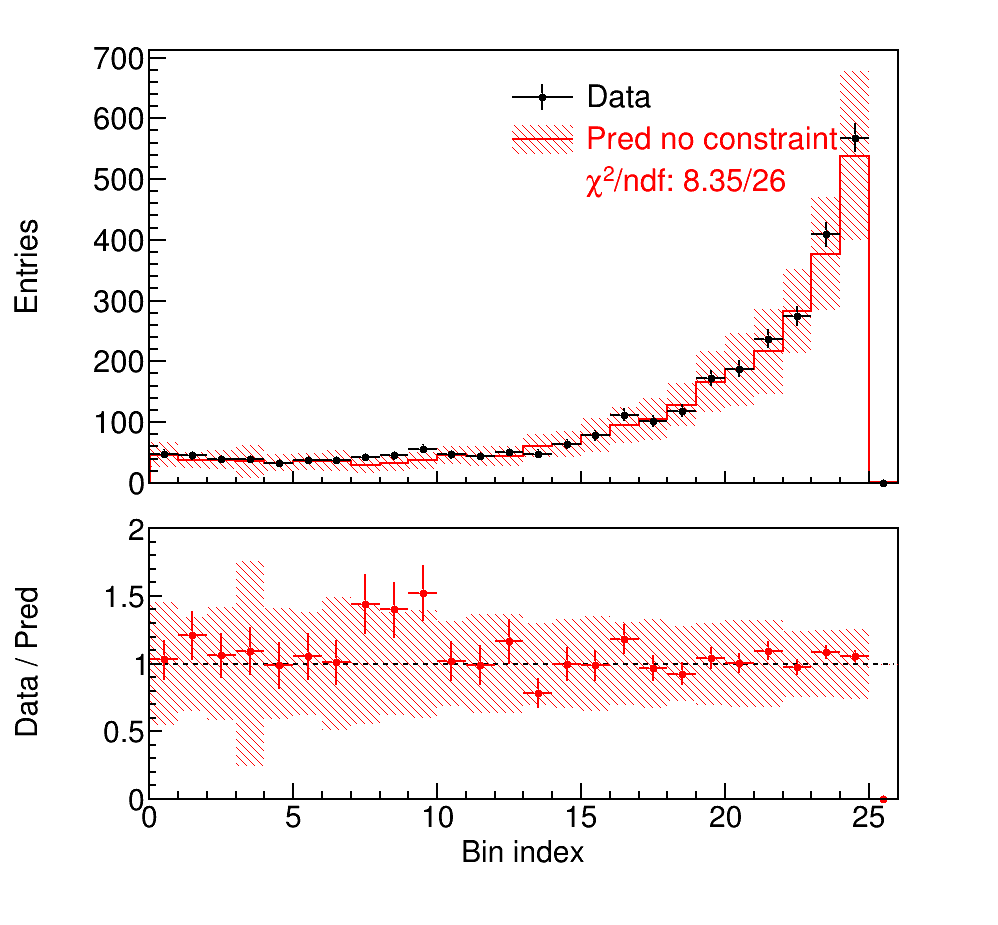 700
600
500
400
300
200
100
0
Entries
Data
Pred no constraint
χ²/ndf: 8.35/26
2
1.5
1
0.5
0
Data / Pred
0 5 10 15 20 25
Bin index